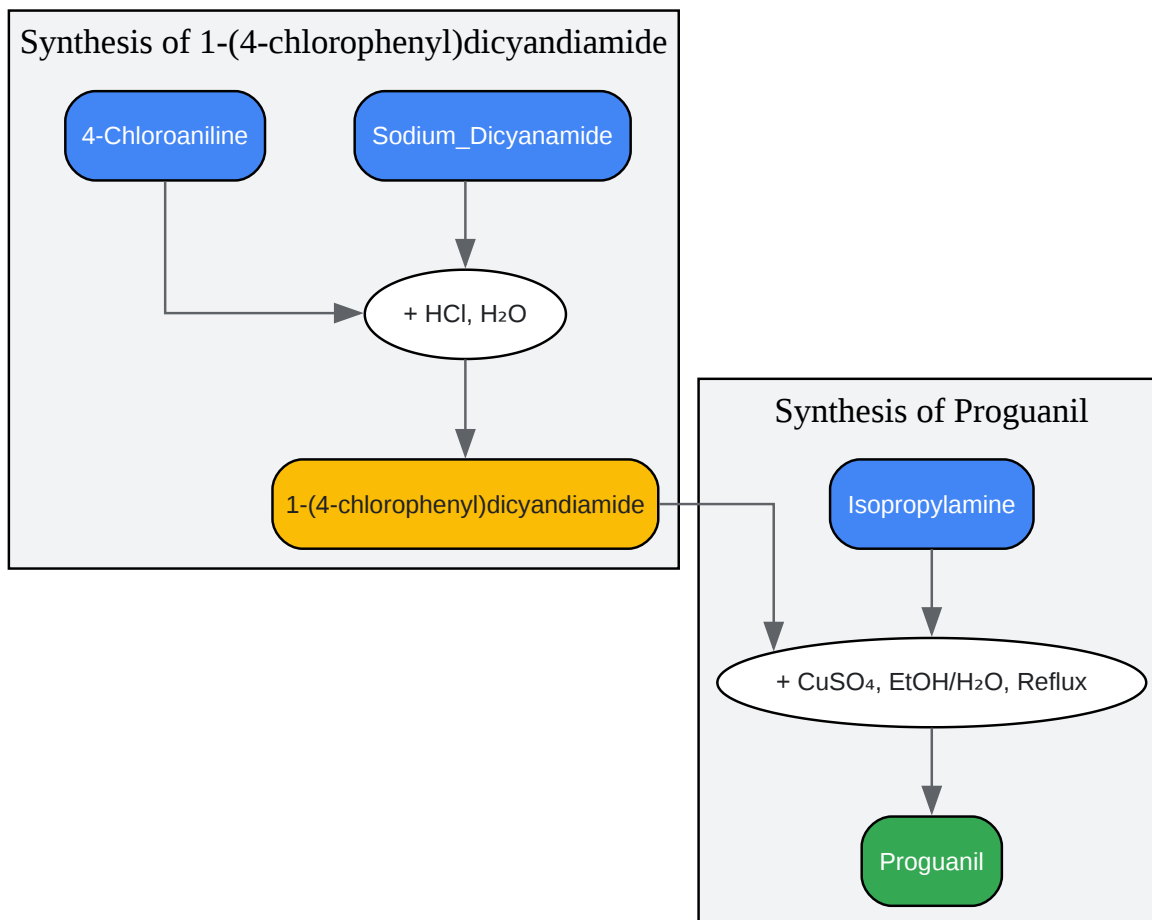 Synthesis of 1-(4-chlorophenyl)dicyandiamide
4-Chloroaniline
Sodium_Dicyanamide
+ HCl, H₂O
1-(4-chlorophenyl)dicyandiamide
Synthesis of Proguanil
Isopropylamine
+ CuSO₄, EtOH/H₂O, Reflux
Proguanil